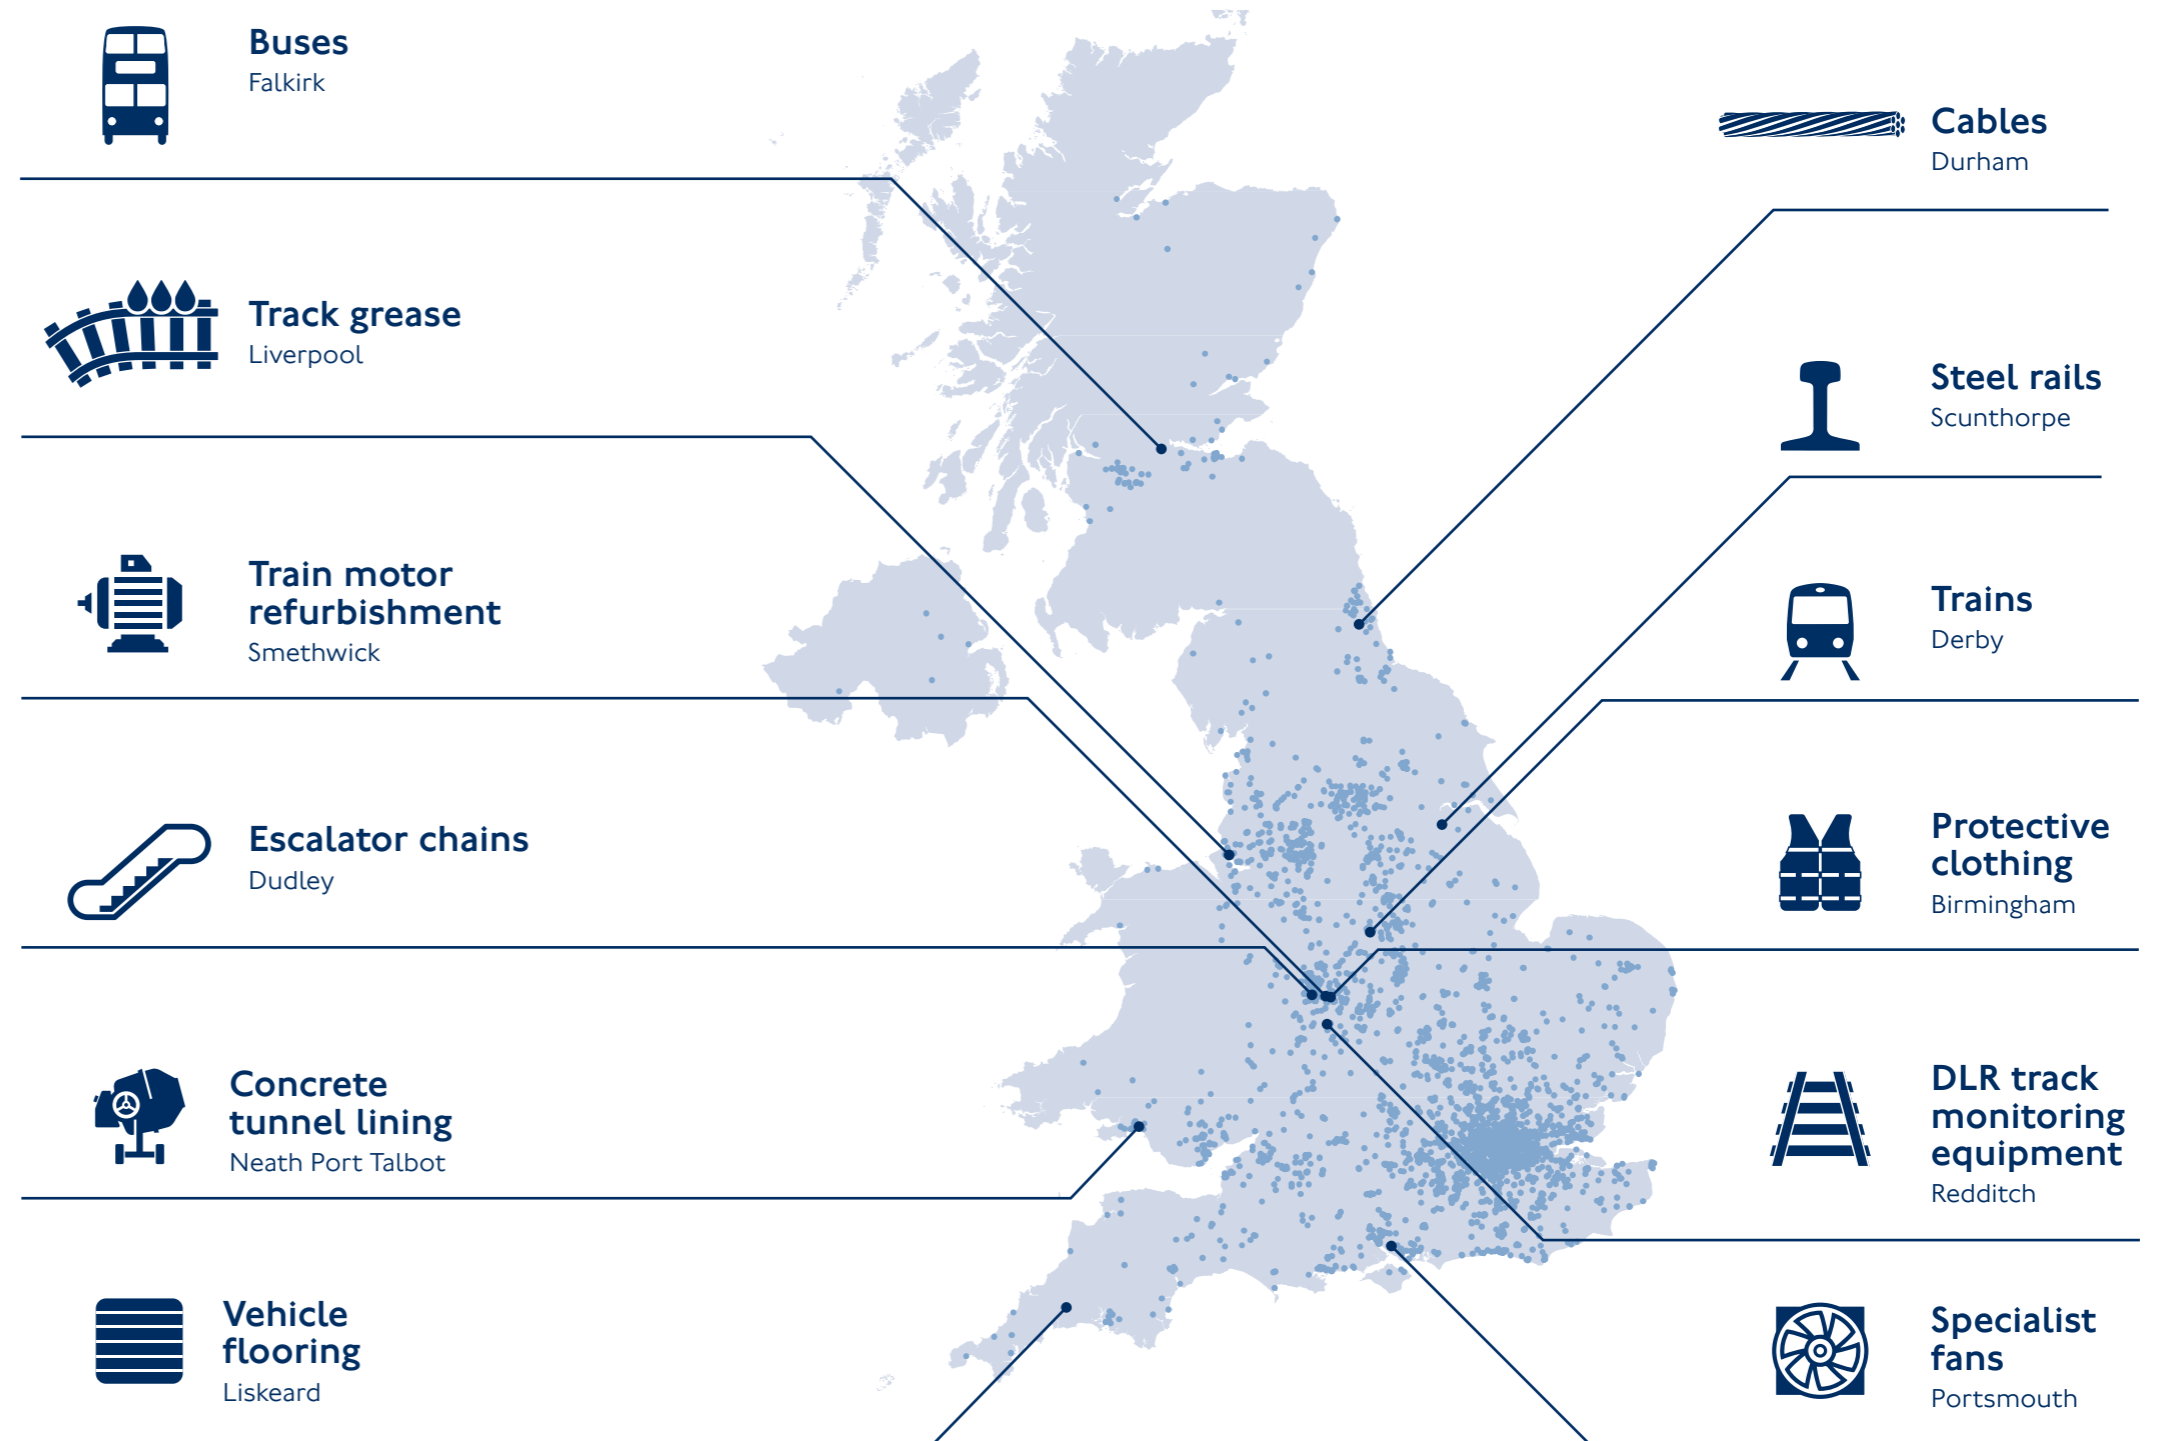 Buses
Falkirk
Track grease
Liverpool
Train motor
refurbishment
Smethwick
Escalator chains
Dudley
Concrete
tunnel lining
Neath Port Talbot
Vehicle
flooring
Liskeard
Cables
Durham
Steel rails
Scunthorpe
Trains
Derby
Protective
clothing
Birmingham
DLR track
monitoring
equipment
Redditch
Specialist
fans
Portsmouth